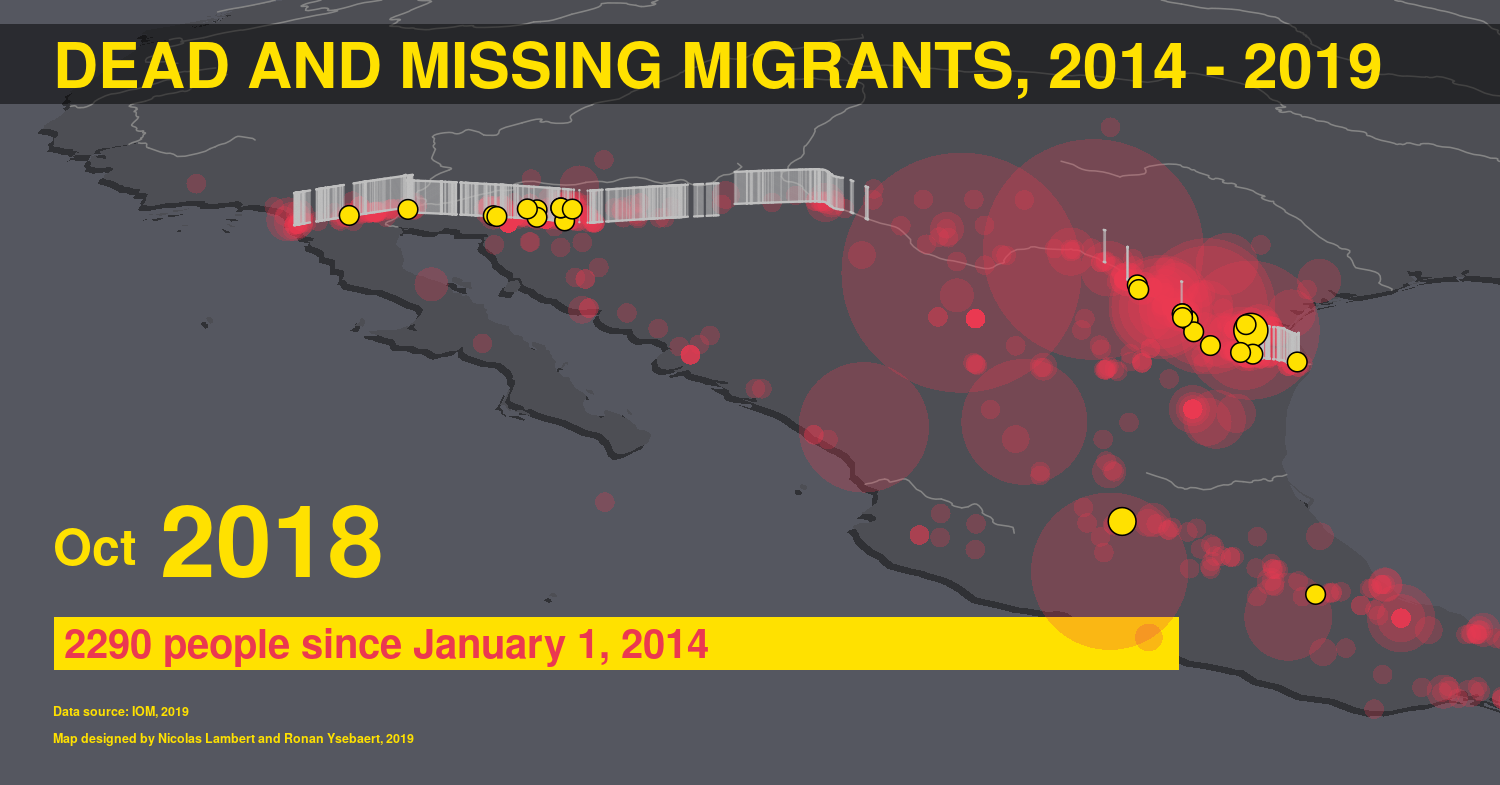 DEAD AND MISSING MIGRANTS, 2014 - 2019
Oct 2018
2290 people since January 1, 2014
Data source: IOM, 2019
Map designed by Nicolas Lambert and Ronan Ysebaert, 2019